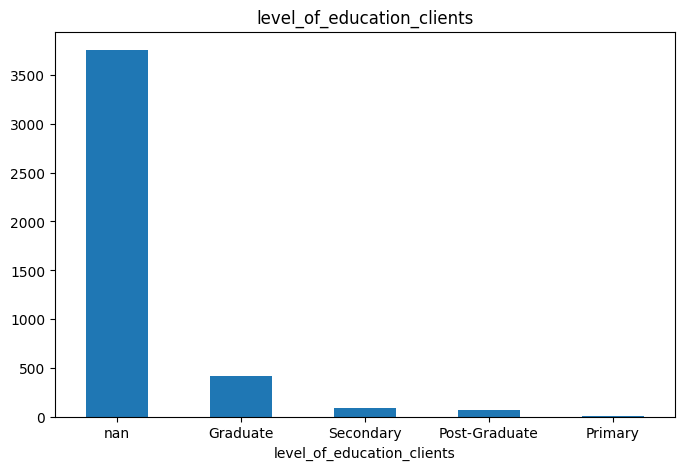 level_of_education_clients
3500
3000
2500
2000
1500
1000
500
0
nan Graduate Secondary Post-Graduate Primary
level_of_education_clients